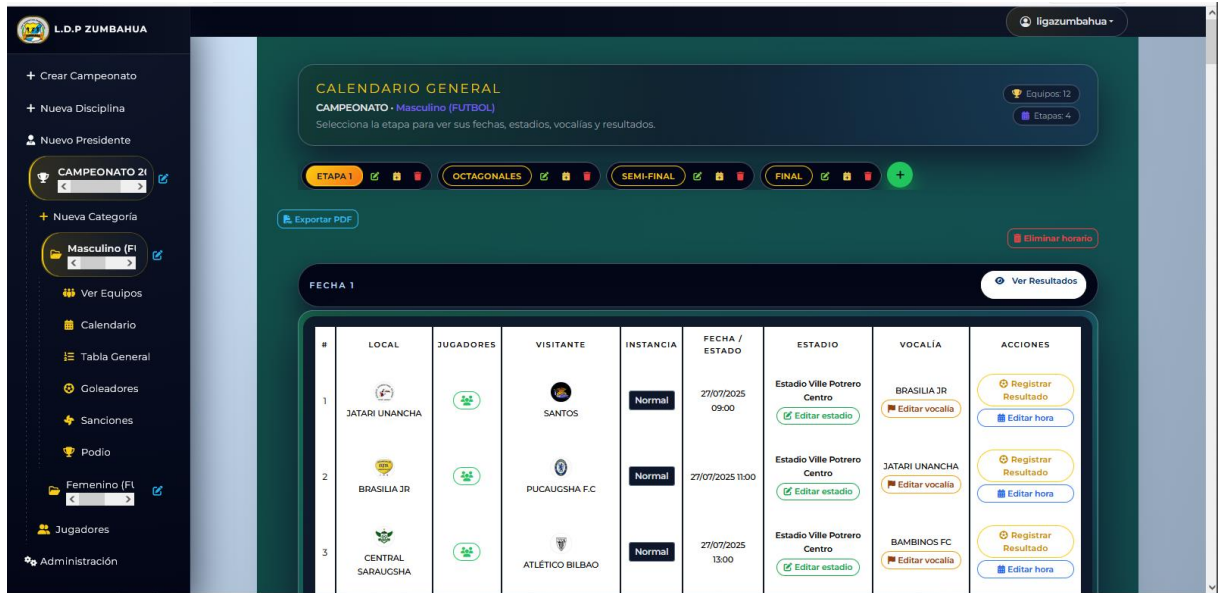 L.D.P ZUMBAHUA
ligazumbahua
Crear Campeonato
Nueva Disciplina
Nuevo Presidente
CAMPEONATO 2
Nueva Categoría
Masculino (FU
Ver Equipos
Calendario
Tabla General
Goleadores
Sanciones
Podio
Femenino (FU
Jugadores
Administración
CALENDARIO GENERAL
CAMPEONATO · Masculino (FUTBOL)
Selecciona la etapa para ver sus fechas, estadios, vocalías y resultados.
Equipos: 12
Etapas: 4
ETAPA 1 OCTAGONALES SEMI-FINAL FINAL +
Exportar PDF
Eliminar horario
FECHA 1
Ver Resultados
# LOCAL JUGADORES VISITANTE INSTANCIA FECHA / ESTADO ESTADIO VOCALÍA ACCIONES
1 JATARI UNANCHA SANTOS Normal 27/07/2025 09:00 Estadio Ville Potrero Centro BRASILIA JR Registrar Resultado
Editar estadio Editar vocalía Editar hora
2 BRASILIA JR PUCAUGSHA F.C Normal 27/07/2025 11:00 Estadio Ville Potrero Centro JATARI UNANCHA Registrar Resultado
Editar estadio Editar vocalía Editar hora
3 CENTRAL SARAUGSHA ATLÉTICO BILBAO Normal 27/07/2025 13:00 Estadio Ville Potrero Centro BAMBINOS FC Registrar Resultado
Editar estadio Editar vocalía Editar hora